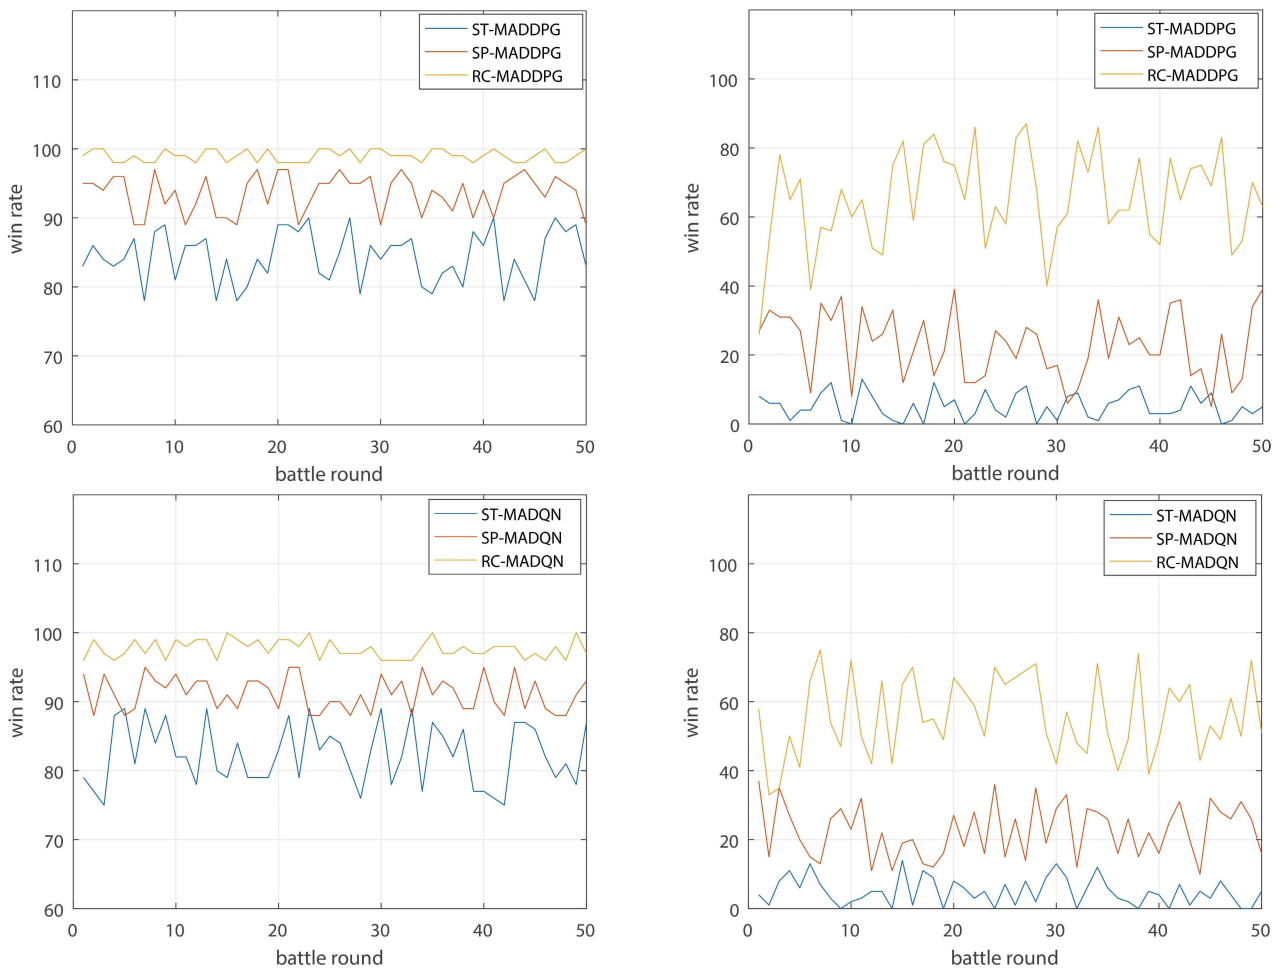 ST-MADDPG
SP-MADDPG
RC-MADDPG
110
100
90
80
70
60
win rate
0 10 20 30 40 50
battle round
ST-MADDPG
SP-MADDPG
RC-MADDPG
100
80
60
40
20
0
win rate
0 10 20 30 40 50
battle round
ST-MADQN
SP-MADQN
RC-MADQN
110
100
90
80
70
60
win rate
0 10 20 30 40 50
battle round
ST-MADQN
SP-MADQN
RC-MADQN
100
80
60
40
20
0
win rate
0 10 20 30 40 50
battle round